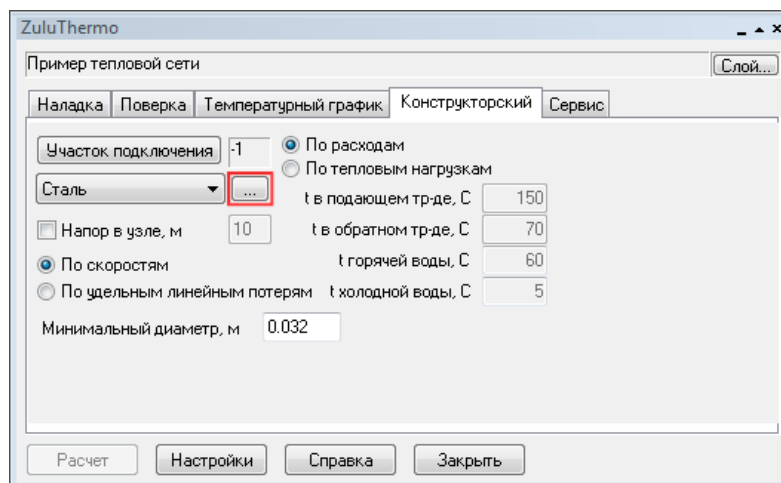 ZuluThermo
Пример тепловой сети Слой...
Наладка Поверка Температурный график Конструкторский Сервис
Участок подключения -1 По расходам
По тепловым нагрузкам
Сталь ... t в подающем тр-де, С 150
Напор в узле, м 10 t в обратном тр-де, С 70
По скоростям t горячей воды, С 60
По удельным линейным потерям t холодной воды, С 5
Минимальный диаметр, м 0.032
Расчет Настройки Справка Закрыть